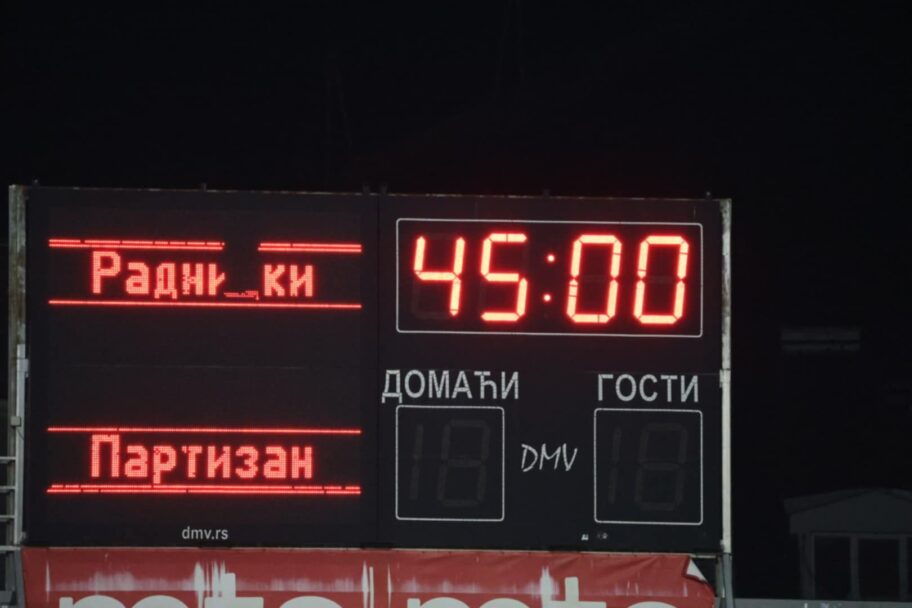 45:00
Партизан
ДОМАЋИ
ГОСТИ
DMV
dmv.rs